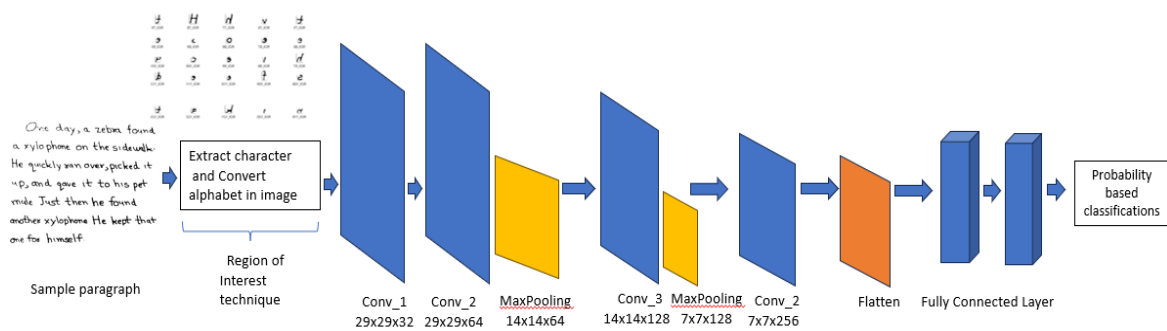 One day, a zebra found
a xylophone on the sidewalk.
He quickly ran over, picked it
up, and gave it to his pet
mule Just then he found
another xylophone He kept that
one for himself.
Sample paragraph
Extract character
and Convert
alphabet in image
Region of
Interest
technique
Conv_1
29x29x32
Conv_2
29x29x64
MaxPooling
14x14x64
Conv_3
14x14x128
MaxPooling
7x7x128
Conv_2
7x7x256
Flatten
Fully Connected Layer
Probability
based
classifications